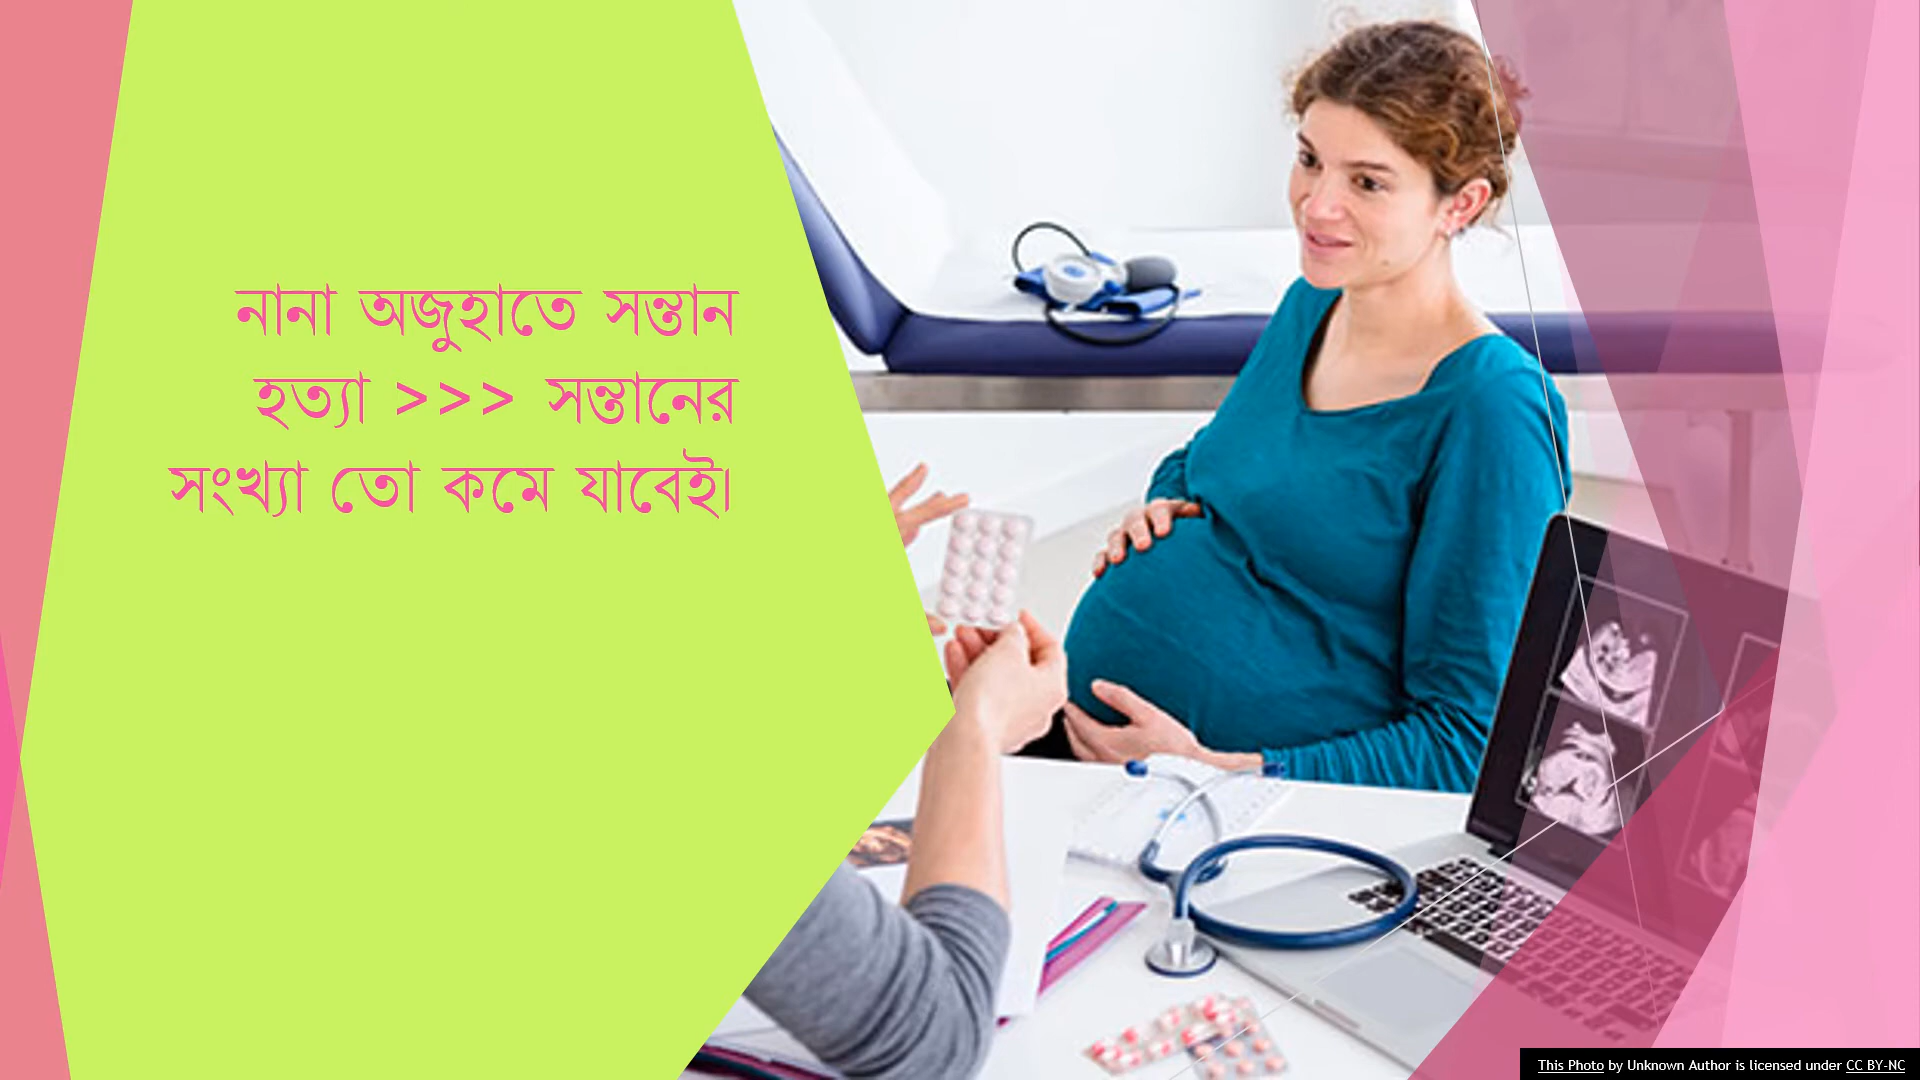 নানা অজুহাতে সন্তান
হত্যা >>> সন্তানের
সংখ্যা তো কমে যাবেই।
This Photo by Unknown Author is licensed under CC BY-NC